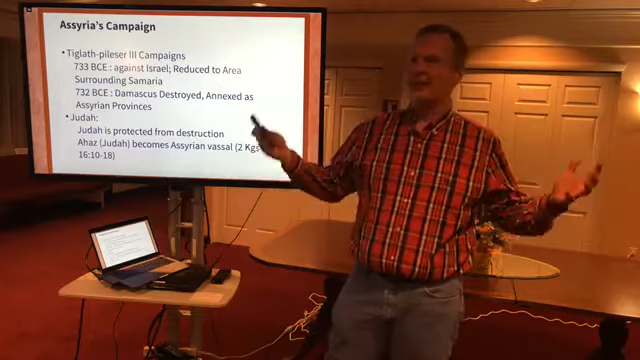 Assyria's Campaign
• Tiglath-pileser III Campaigns
733 BCE : against Israel; Reduced to Area
Surrounding Samaria
732 BCE : Damascus Destroyed, Annexed as
Assyrian Provinces
• Judah:
Judah is protected from destruction
Ahaz (Judah) becomes Assyrian vassal (2 Kgs
16:10-18)